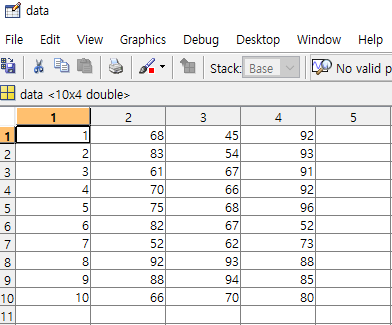 data
File Edit View Graphics Debug Desktop Window Help
Stack: Base No valid p
data <10x4 double>
1 2 3 4 5
1 1 68 45 92
2 2 83 54 93
3 3 61 67 91
4 4 70 66 92
5 5 75 68 96
6 6 82 67 52
7 7 52 62 73
8 8 92 93 88
9 9 88 94 85
10 10 66 70 80
11